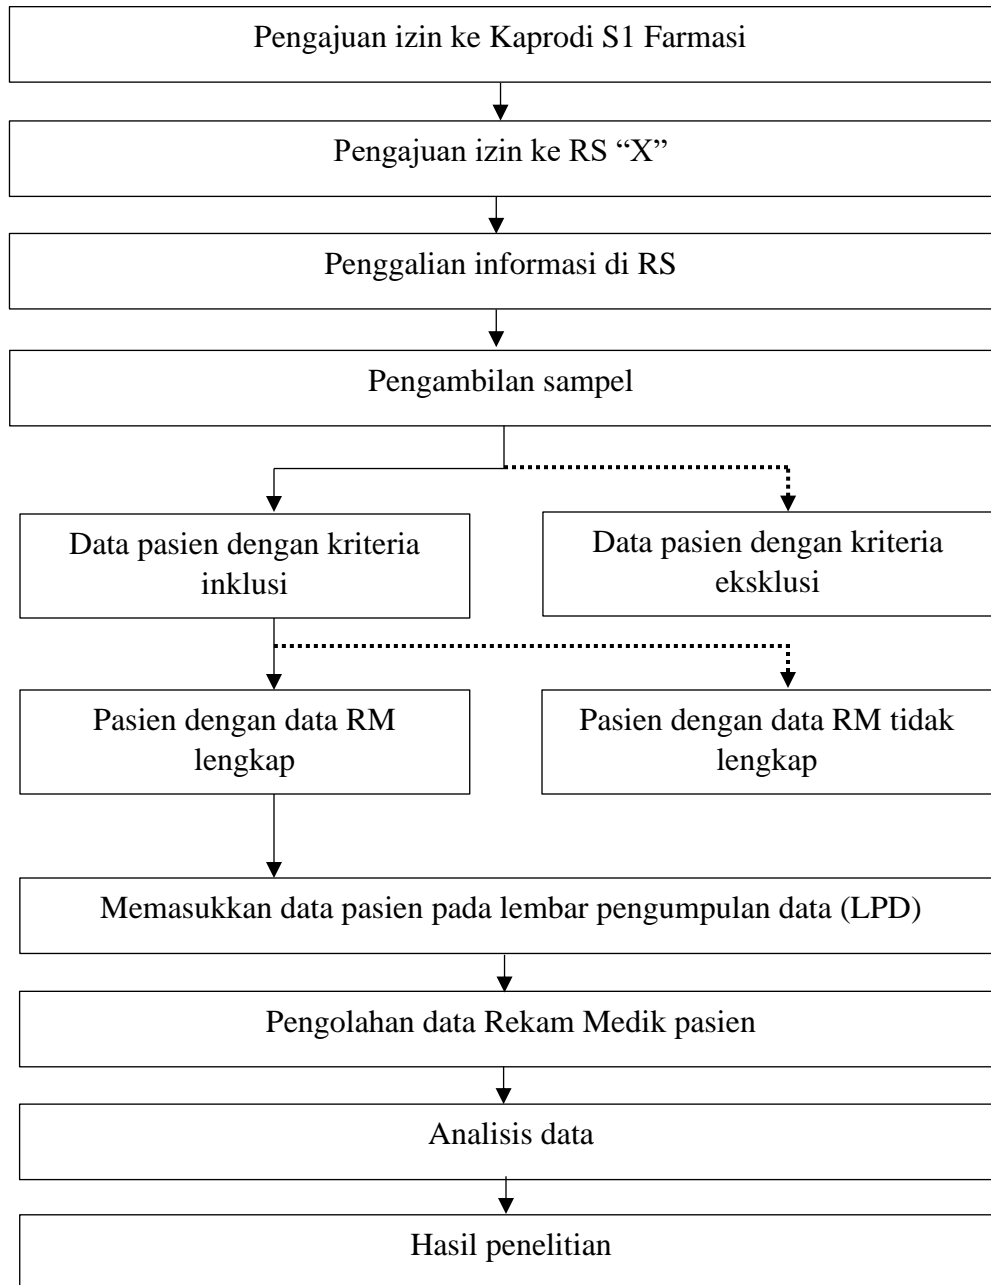 Pengajuan izin ke Kaprodi S1 Farmasi
Pengajuan izin ke RS “X”
Penggalian informasi di RS
Pengambilan sampel
Data pasien dengan kriteria
inklusi
Data pasien dengan kriteria
eksklusi
Pasien dengan data RM
lengkap
Pasien dengan data RM tidak
lengkap
Memasukkan data pasien pada lembar pengumpulan data (LPD)
Pengolahan data Rekam Medik pasien
Analisis data
Hasil penelitian